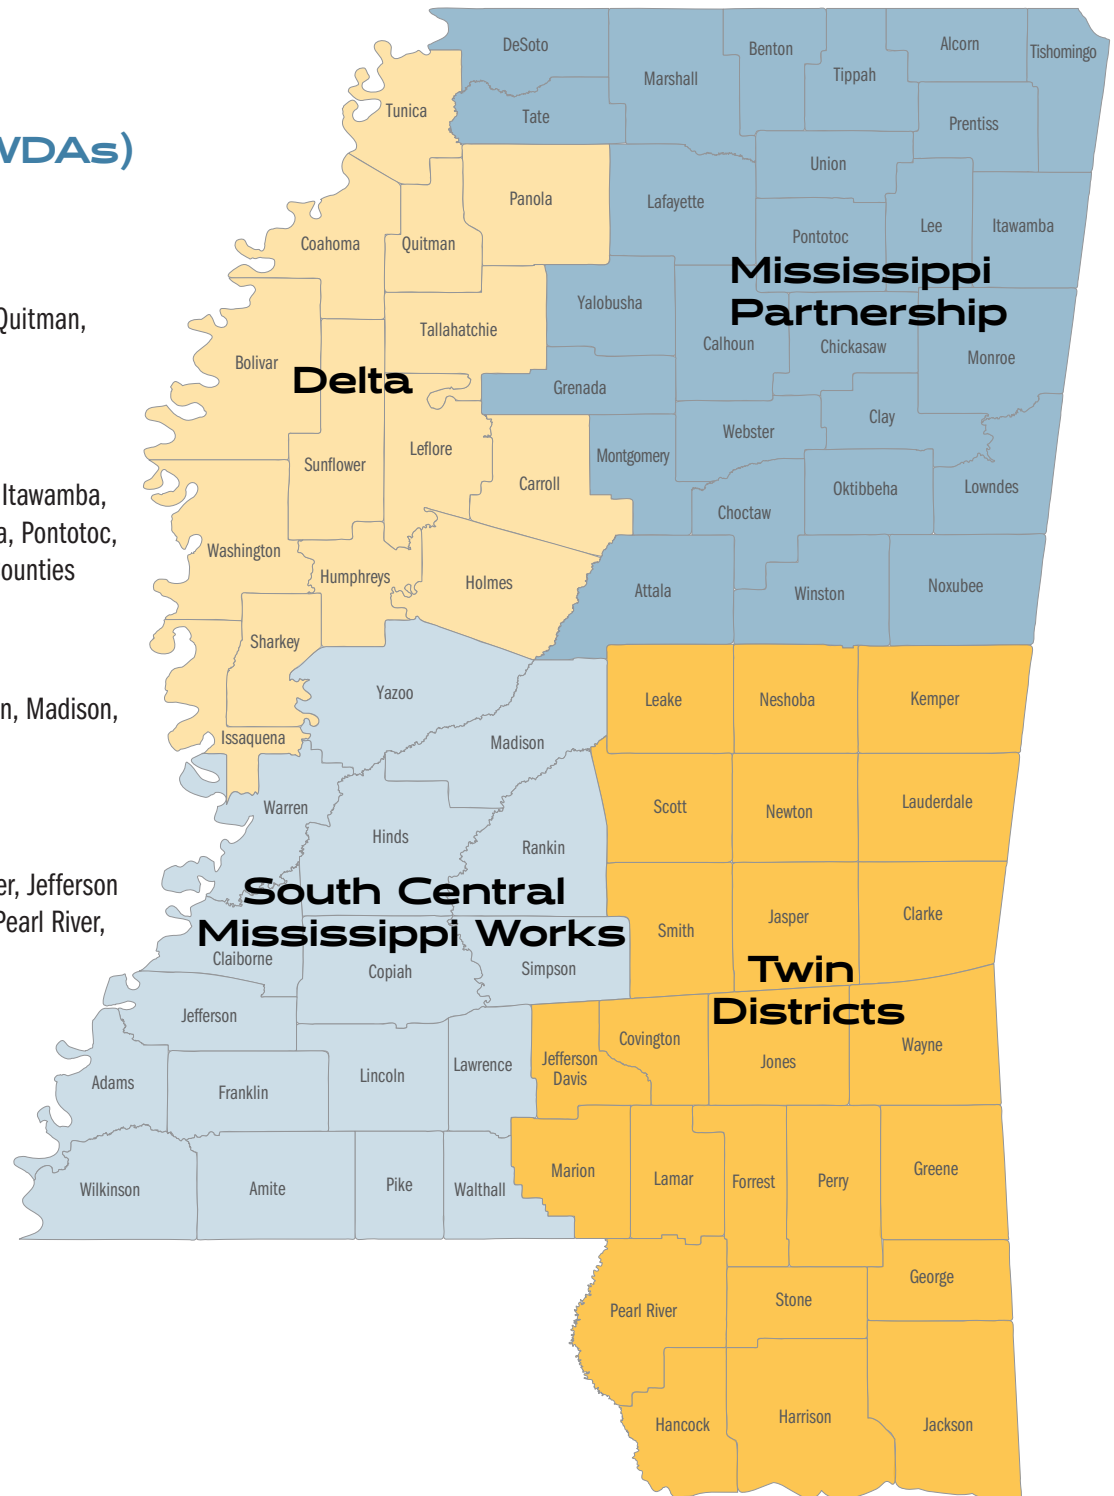 WDAs)
Quitman,
Itawamba,
a, Pontotoc,
ounties
n, Madison,
er, Jefferson
Pearl River,
DeSoto
Marshall
Benton
Tippah
Alcorn
Tishomingo
Tunica
Tate
Prentiss
Union
Panola
Lafayette
Pontotoc
Lee
Itawamba
Coahoma
Quitman
Mississippi
Partnership
Yalobusha
Tallahatchie
Calhoun
Chickasaw
Monroe
Bolivar
Delta
Grenada
Clay
Webster
Sunflower
Leflore
Montgomery
Carroll
Oktibbeha
Lowndes
Choctaw
Washington
Humphreys
Holmes
Attala
Winston
Noxubee
Sharkey
Yazoo
Leake
Neshoba
Kemper
Issaquena
Madison
Warren
Scott
Newton
Lauderdale
Hinds
Rankin
South Central
Mississippi Works
Smith
Jasper
Clarke
Claiborne
Copiah
Simpson
Twin
Districts
Jefferson
Covington
Jones
Wayne
Jefferson
Davis
Lawrence
Adams
Franklin
Lincoln
Marion
Lamar
Forrest
Perry
Greene
Wilkinson
Amite
Pike
Walthall
George
Pearl River
Stone
Hancock
Harrison
Jackson